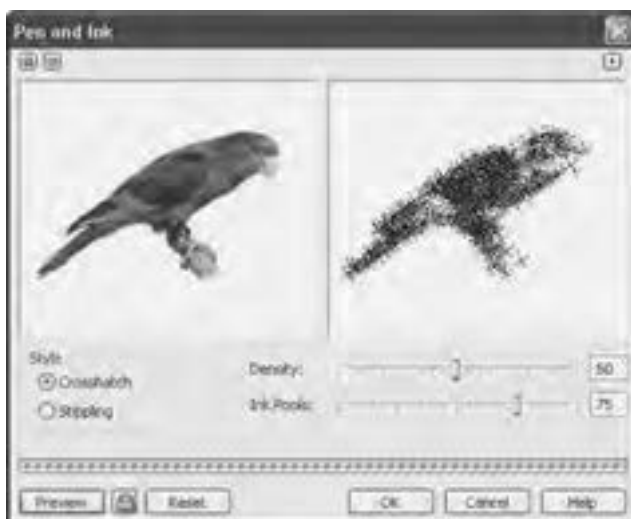 Pen and Ink
Style
Crosshatch
Stippling
Density: 50
Ink Pools: 75
Preview Reset OK Cancel Help